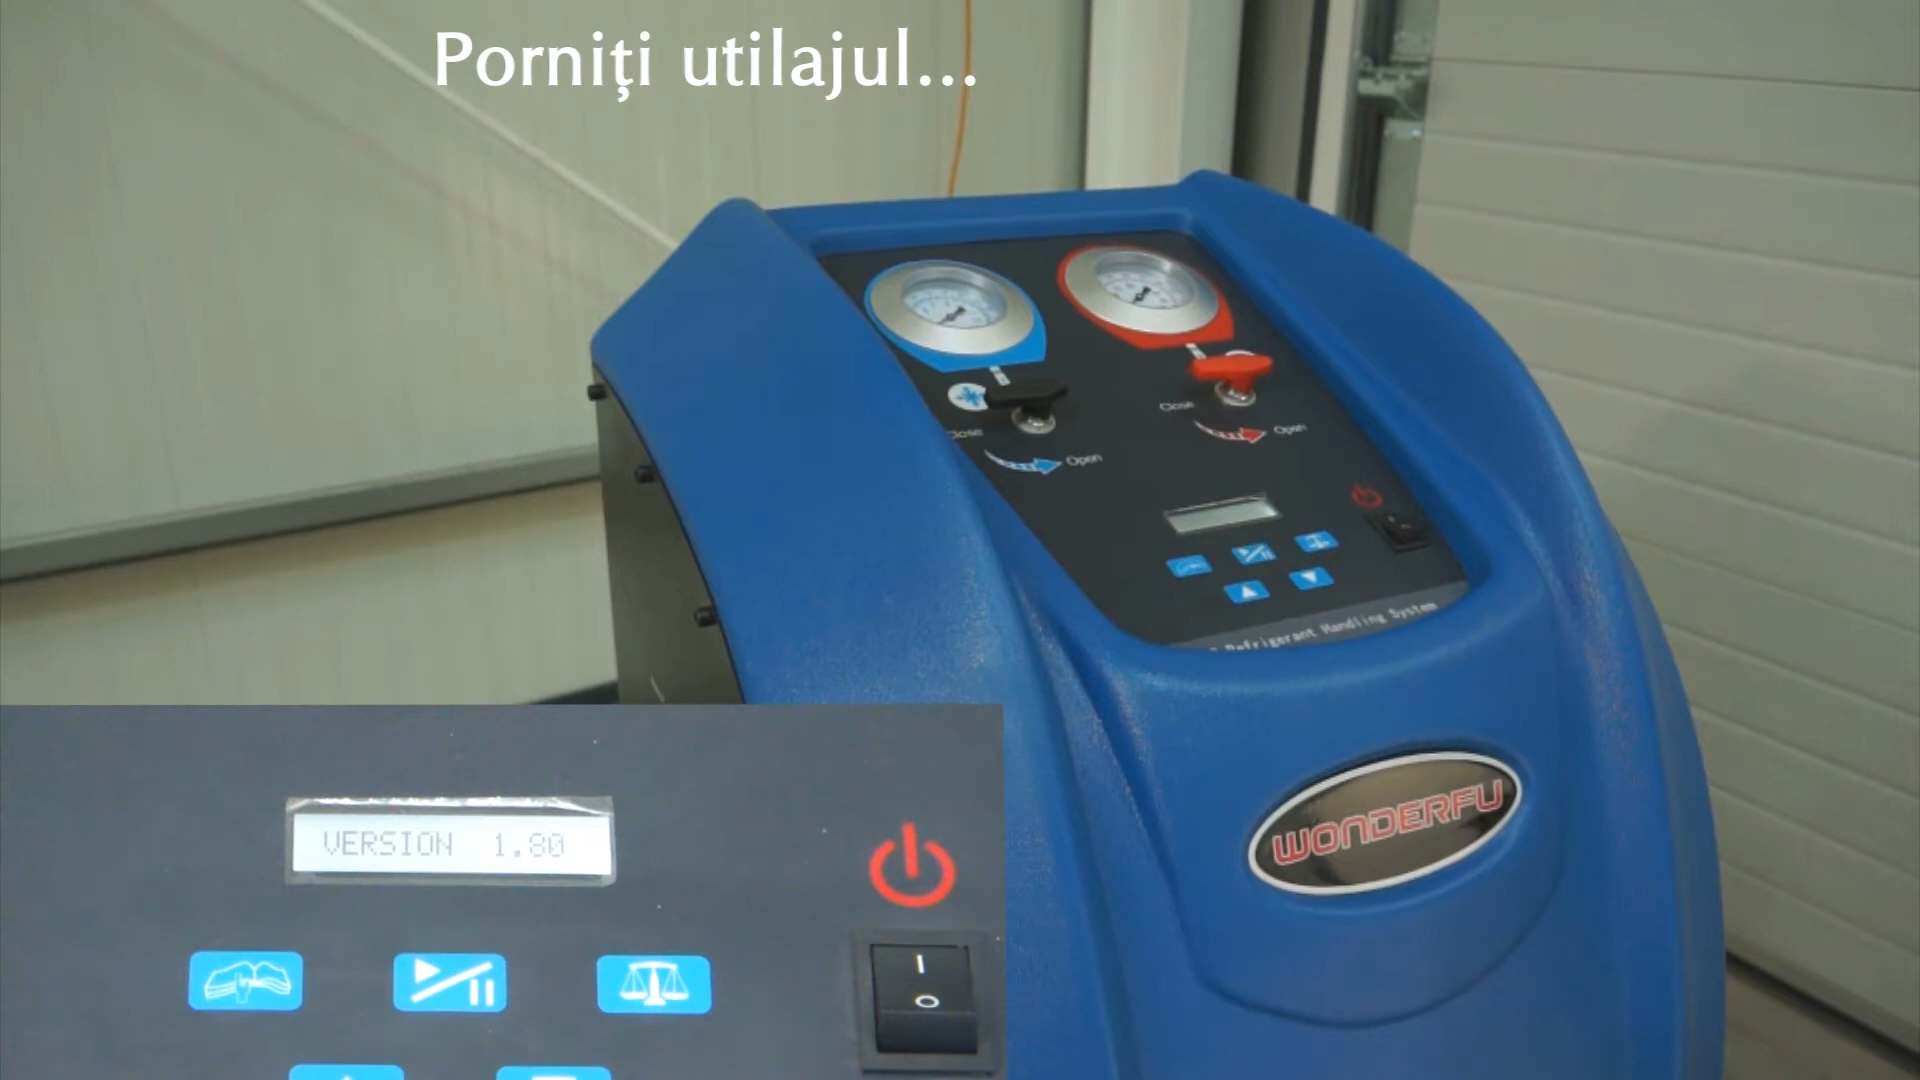 Porniți utilajul...
Close
Open
Close
Open
Refrigerant Handling System
WONDERFU
VERSION 1.80